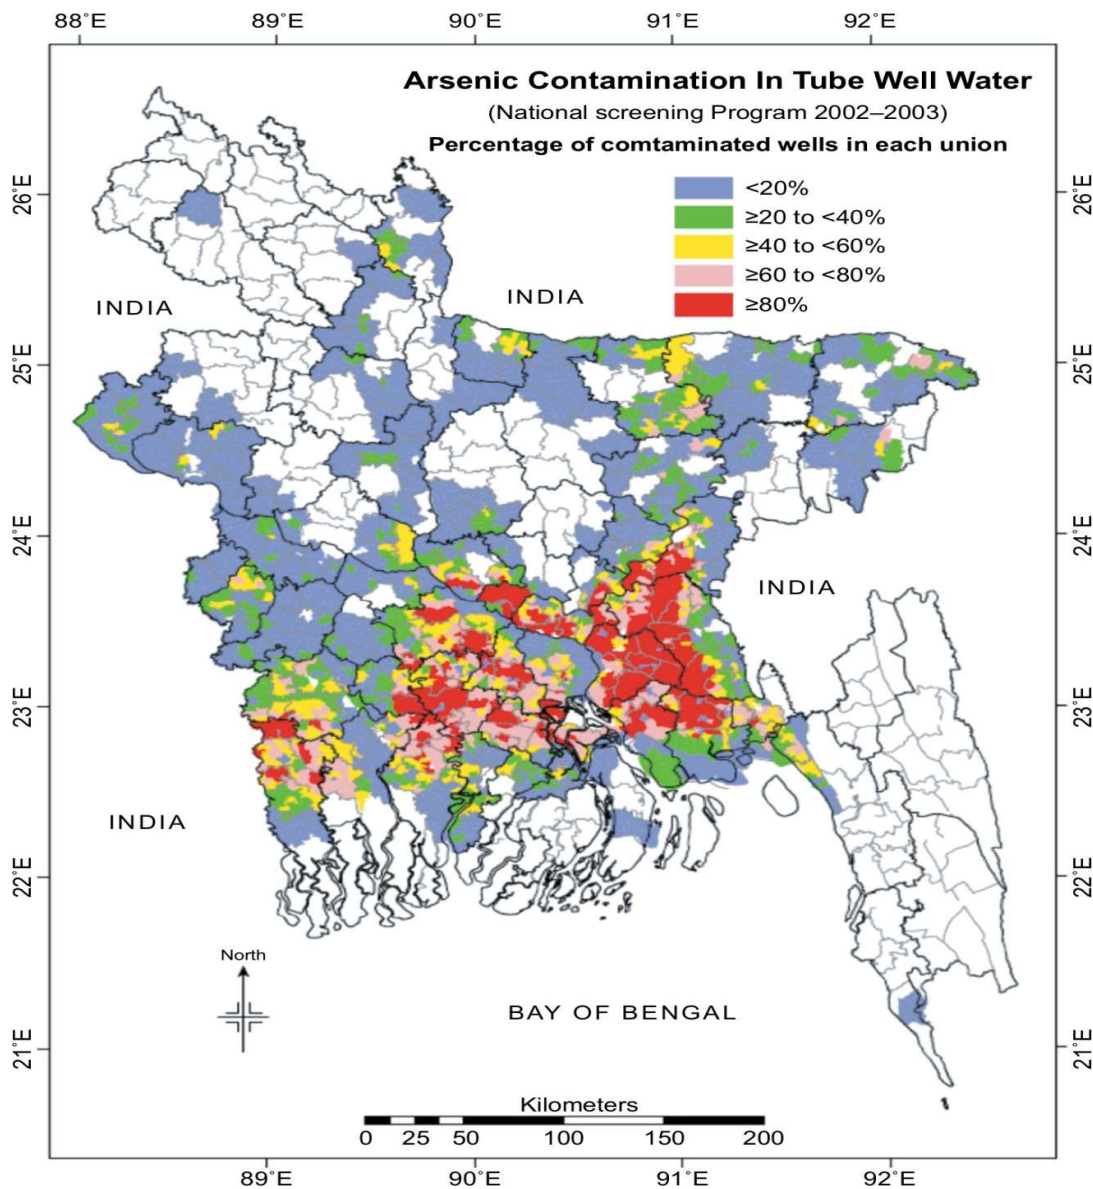 88°E 89°E 90°E 91°E 92°E
Arsenic Contamination In Tube Well Water
(National screening Program 2002–2003)
Percentage of comtaminated wells in each union
<20%
≥20 to <40%
≥40 to <60%
≥60 to <80%
≥80%
26°E
26°E
INDIA
INDIA
25°E
25°E
24°E
24°E
INDIA
23°E
23°E
INDIA
22°E
22°E
North
BAY OF BENGAL
21°E
21°E
Kilometers
0 25 50 100 150 200
89°E 90°E 91°E 92°E